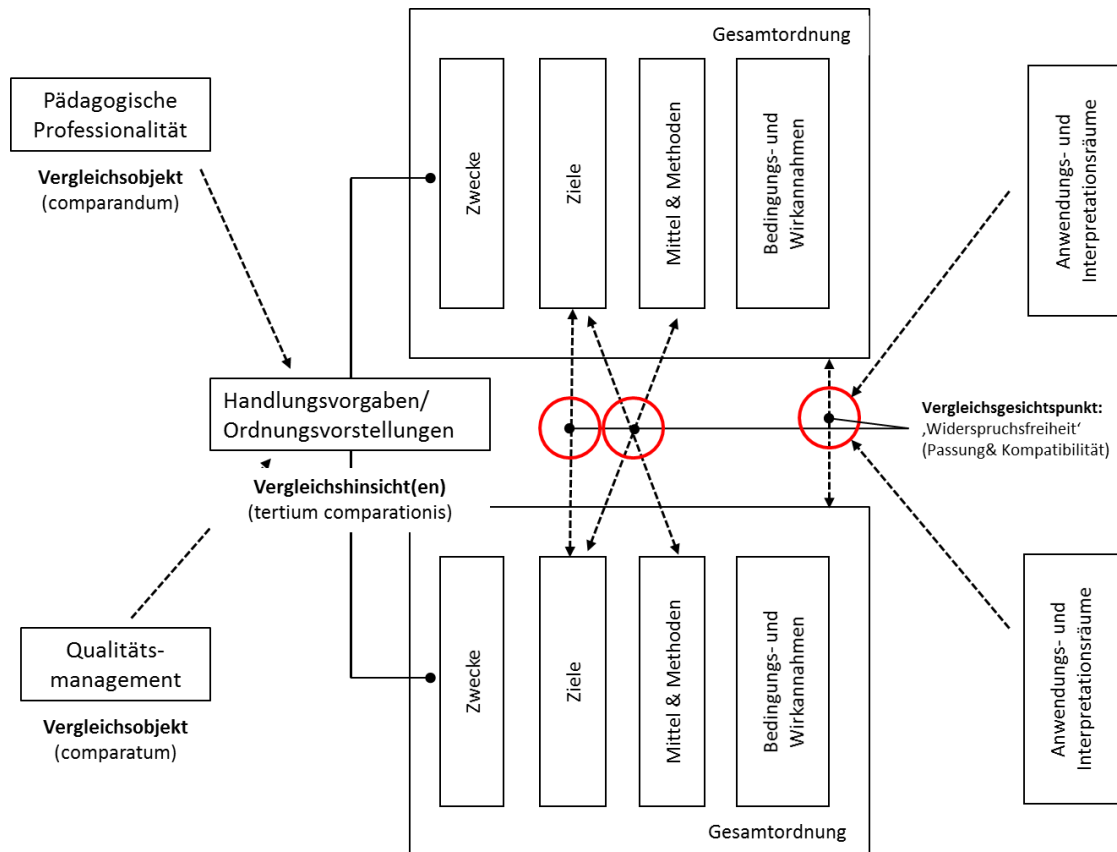 Gesamtordnung
Pädagogische
Professionalität
Vergleichsobjekt
(comparandum)
Zwecke
Ziele
Mittel & Methoden
Bedingungs- und
Wirkannahmen
Anwendungs- und
Interpretationsräume
Handlungsvorgaben/
Ordnungsvorstellungen
Vergleichshinsicht(en)
(tertium comparationis)
Vergleichsgesichtspunkt:
‚Widerspruchsfreiheit‘
(Passung& Kompatibilität)
Qualitäts-
management
Vergleichsobjekt
(comparatum)
Zwecke
Ziele
Mittel & Methoden
Bedingungs- und
Wirkannahmen
Anwendungs- und
Interpretationsräume
Gesamtordnung